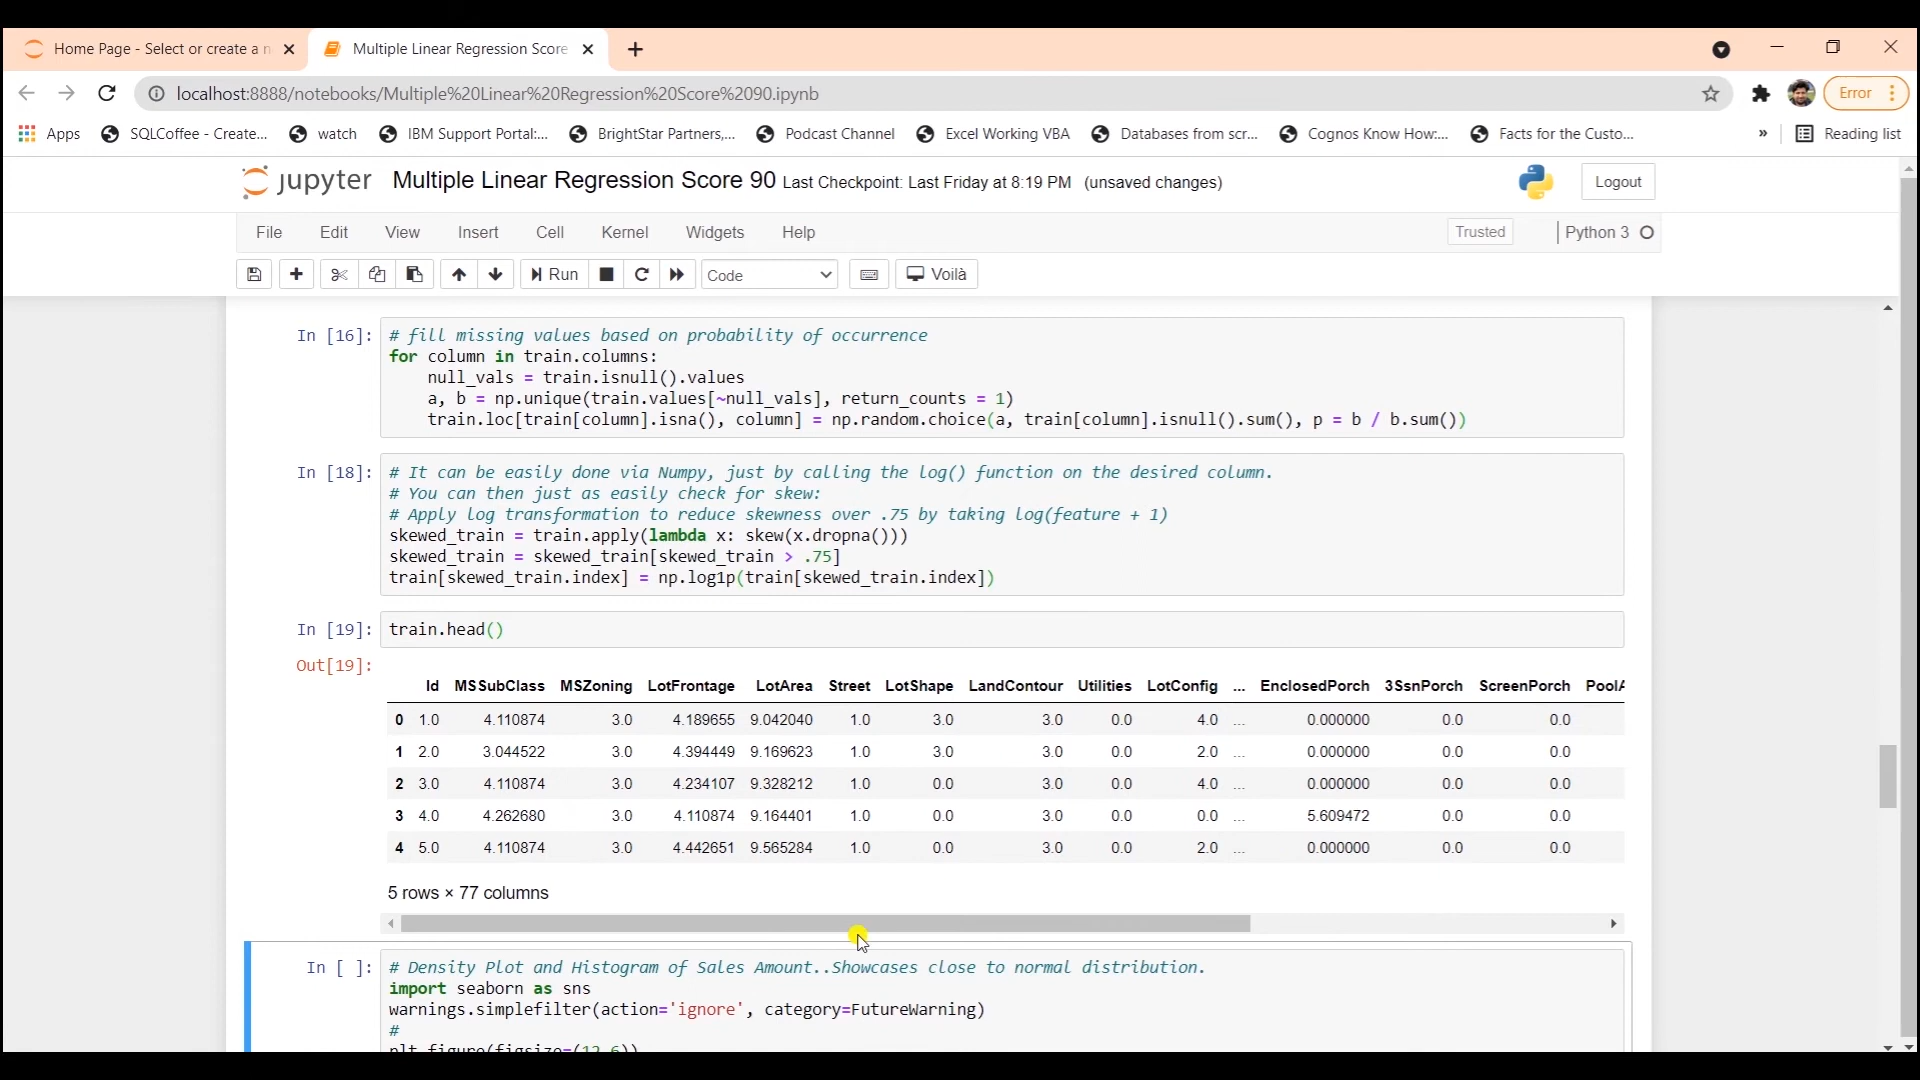 Home Page - Select or create a n
Multiple Linear Regression Score
localhost:8888/notebooks/Multiple%20Linear%20Regression%20Score%2090.ipynb
Error
Apps
SQLCoffee - Create...
watch
IBM Support Portal:...
BrightStar Partners,...
Podcast Channel
Excel Working VBA
Databases from scr...
Cognos Know How:...
Facts for the Custo...
»
Reading list
jupyter
Multiple Linear Regression Score 90 Last Checkpoint: Last Friday at 8:19 PM (unsaved changes)
Logout
File Edit View Insert Cell Kernel Widgets Help
Trusted
Python 3
Run
Code
Voilà
In [16]:
# fill missing values based on probability of occurrence
for column in train.columns:
    null_vals = train.isnull().values
    a, b = np.unique(train.values[~null_vals], return_counts = 1)
    train.loc[train[column].isna(), column] = np.random.choice(a, train[column].isnull().sum(), p = b / b.sum())
In [18]:
# It can be easily done via Numpy, just by calling the log() function on the desired column.
# You can then just as easily check for skew:
# Apply log transformation to reduce skewness over .75 by taking log(feature + 1)
skewed_train = train.apply(lambda x: skew(x.dropna()))
skewed_train = skewed_train[skewed_train > .75]
train[skewed_train.index] = np.log1p(train[skewed_train.index])
In [19]:
train.head()
Out[19]:
Id MSSubClass MSZoning LotFrontage LotArea Street LotShape LandContour Utilities LotConfig ... EnclosedPorch 3SsnPorch ScreenPorch PoolA
0 1.0 4.110874 3.0 4.189655 9.042040 1.0 3.0 3.0 0.0 4.0 ... 0.000000 0.0 0.0
1 2.0 3.044522 3.0 4.394449 9.169623 1.0 3.0 3.0 0.0 2.0 ... 0.000000 0.0 0.0
2 3.0 4.110874 3.0 4.234107 9.328212 1.0 0.0 3.0 0.0 4.0 ... 0.000000 0.0 0.0
3 4.0 4.262680 3.0 4.110874 9.164401 1.0 0.0 3.0 0.0 0.0 ... 5.609472 0.0 0.0
4 5.0 4.110874 3.0 4.442651 9.565284 1.0 0.0 3.0 0.0 2.0 ... 0.000000 0.0 0.0
5 rows × 77 columns
In [ ]:
# Density Plot and Histogram of Sales Amount..Showcases close to normal distribution.
import seaborn as sns
warnings.simplefilter(action='ignore', category=FutureWarning)
#
plt.figure(figsize=(12,6))